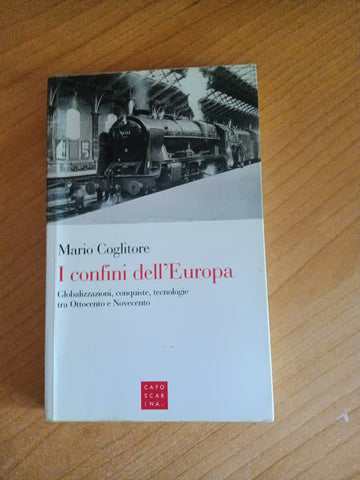 Mario Coglitore
I confini dell'Europa
Globalizzazioni, conquiste, tecnologie
tra Ottocento e Novecento
CAFO
SCAR
INA